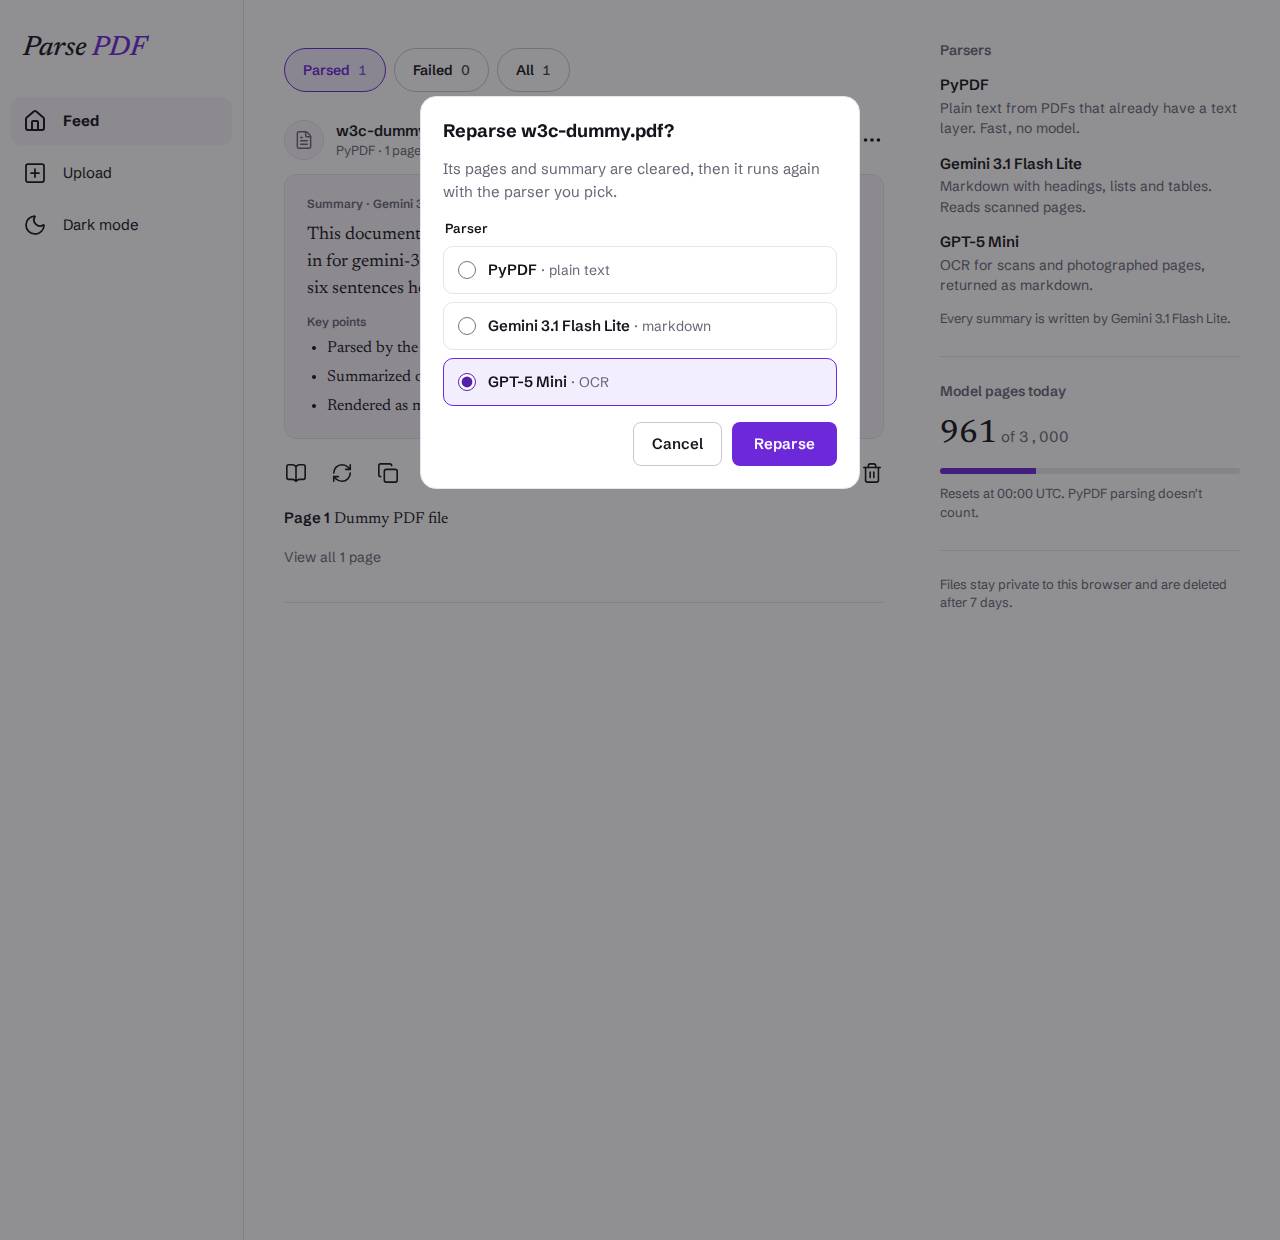 Parse PDF
Feed
Upload
Dark mode
Parsed 1
Failed 0
All 1
w3c-dummy
PyPDF · 1 page
Summary · Gemini 3
This document
in for gemini-3
six sentences
Key points
Parsed by the
Summarized
Rendered as
Page 1 Dummy PDF file
View all 1 page
Reparse w3c-dummy.pdf?
Its pages and summary are cleared, then it runs again
with the parser you pick.
Parser
PyPDF · plain text
Gemini 3.1 Flash Lite · markdown
GPT-5 Mini · OCR
Cancel
Reparse
Parsers
PyPDF
Plain text from PDFs that already have a text
layer. Fast, no model.
Gemini 3.1 Flash Lite
Markdown with headings, lists and tables.
Reads scanned pages.
GPT-5 Mini
OCR for scans and photographed pages,
returned as markdown.
Every summary is written by Gemini 3.1 Flash Lite.
Model pages today
961 of 3,000
Resets at 00:00 UTC. PyPDF parsing doesn't
count.
Files stay private to this browser and are deleted
after 7 days.